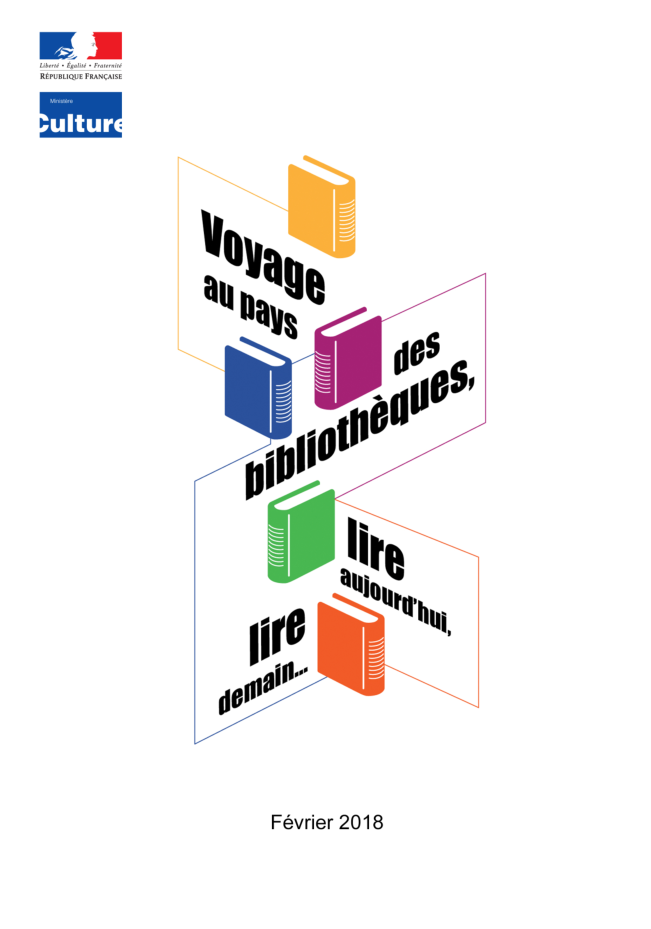 Liberté • Égalité • Fraternité
RÉPUBLIQUE FRANÇAISE
Ministère
Culture
Voyage
au pays
des
bibliothèques,
lire
aujourd'hui,
lire
demain...
Février 2018